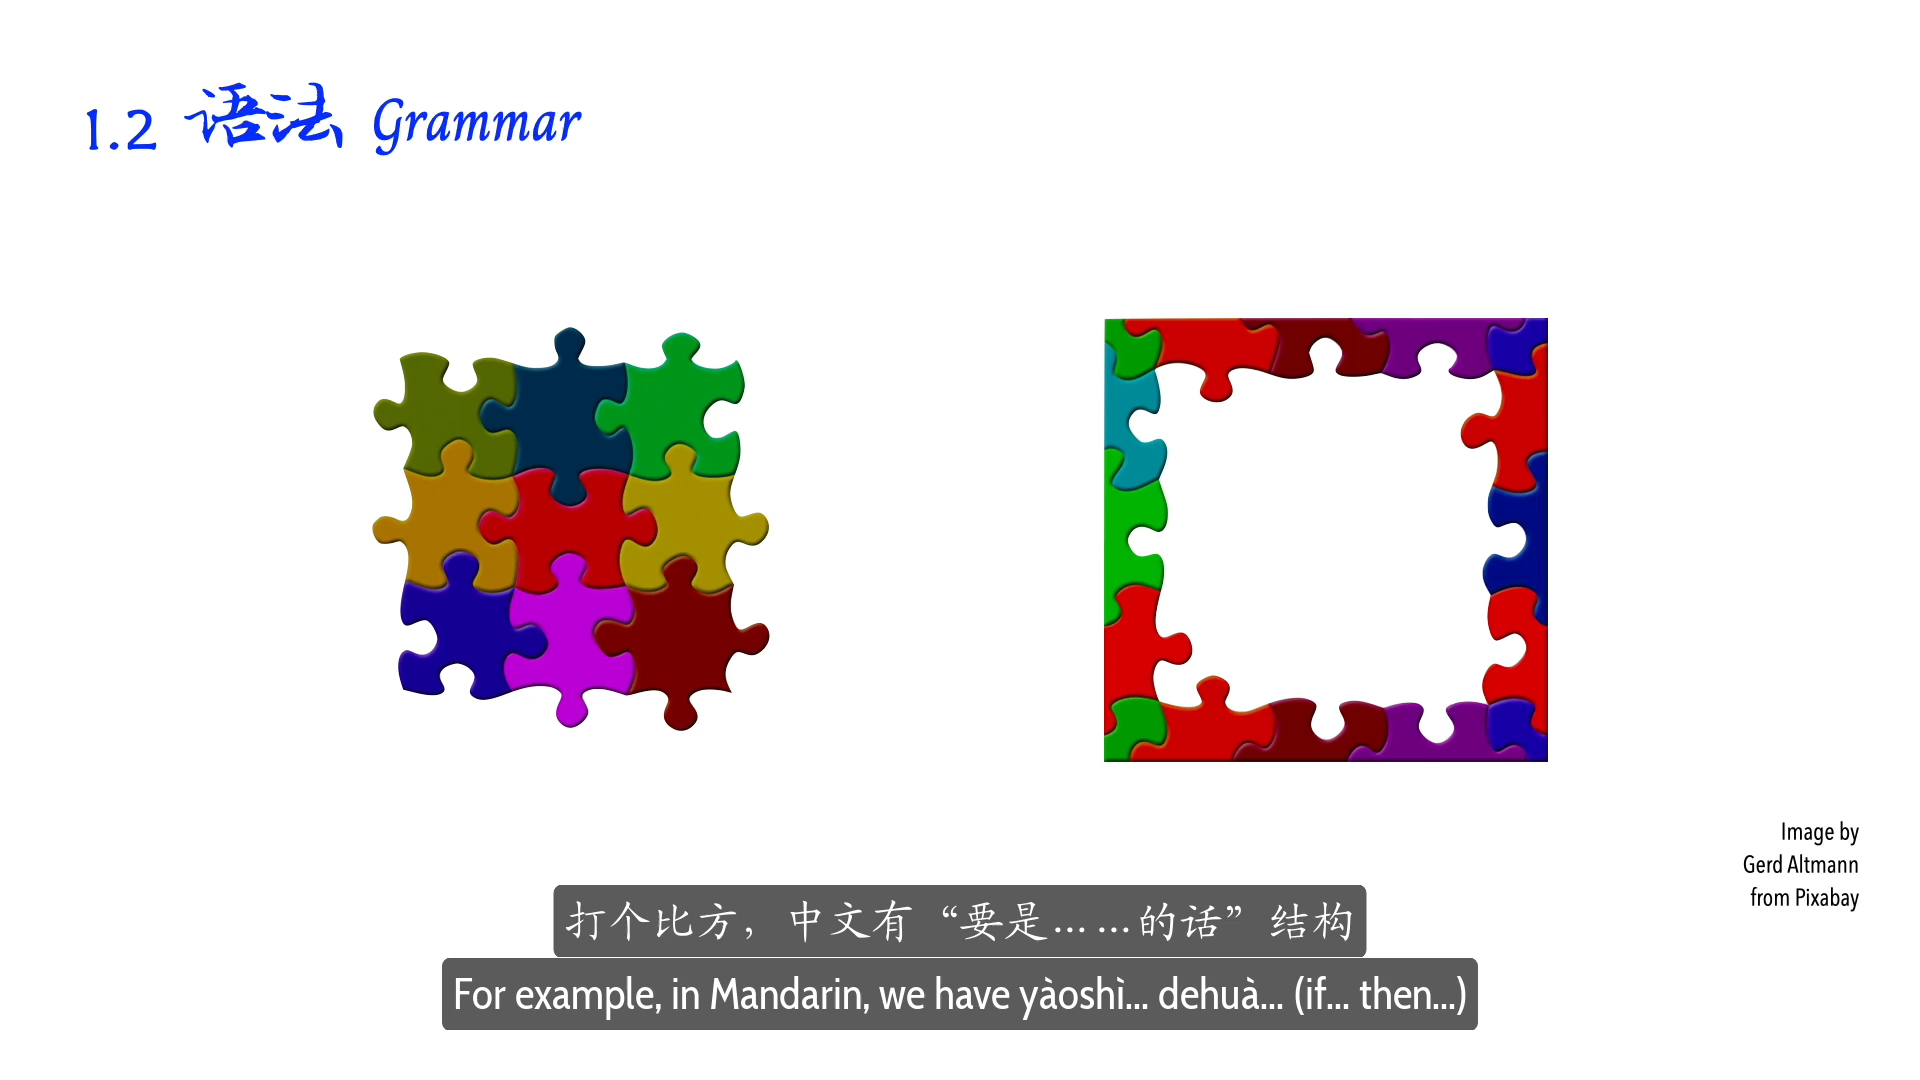 1.2 语法 Grammar
Image by
Gerd Altmann
from Pixabay
打个比方，中文有“要是……的话”结构
For example, in Mandarin, we have yàoshì... dehuà... (if... then...)